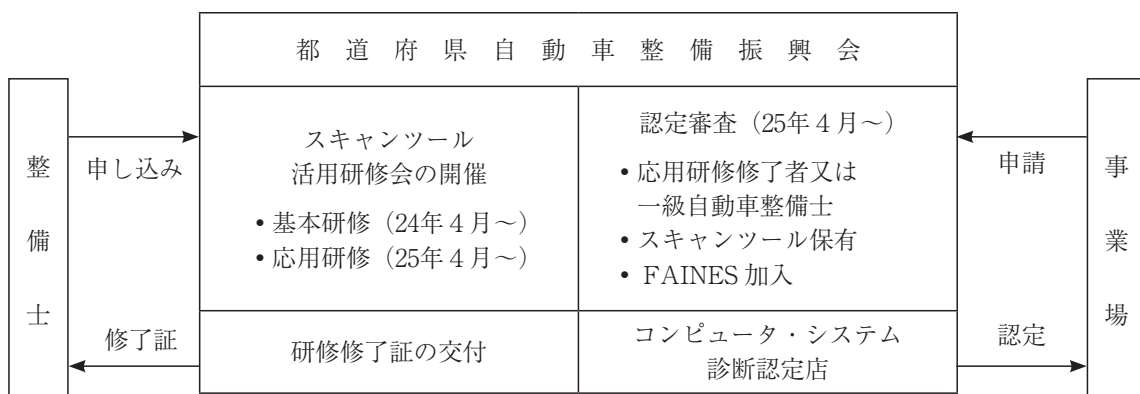 都道府県自動車整備振興会
整備士
申し込み
修了証
スキャンツール
活用研修会の開催
•基本研修（24年４月～）
•応用研修（25年４月～）
研修修了証の交付
認定審査（25年４月～）
•応用研修修了者又は
一級自動車整備士
•スキャンツール保有
• FAINES 加入
コンピュータ・システム
診断認定店
申請
認定
事業場